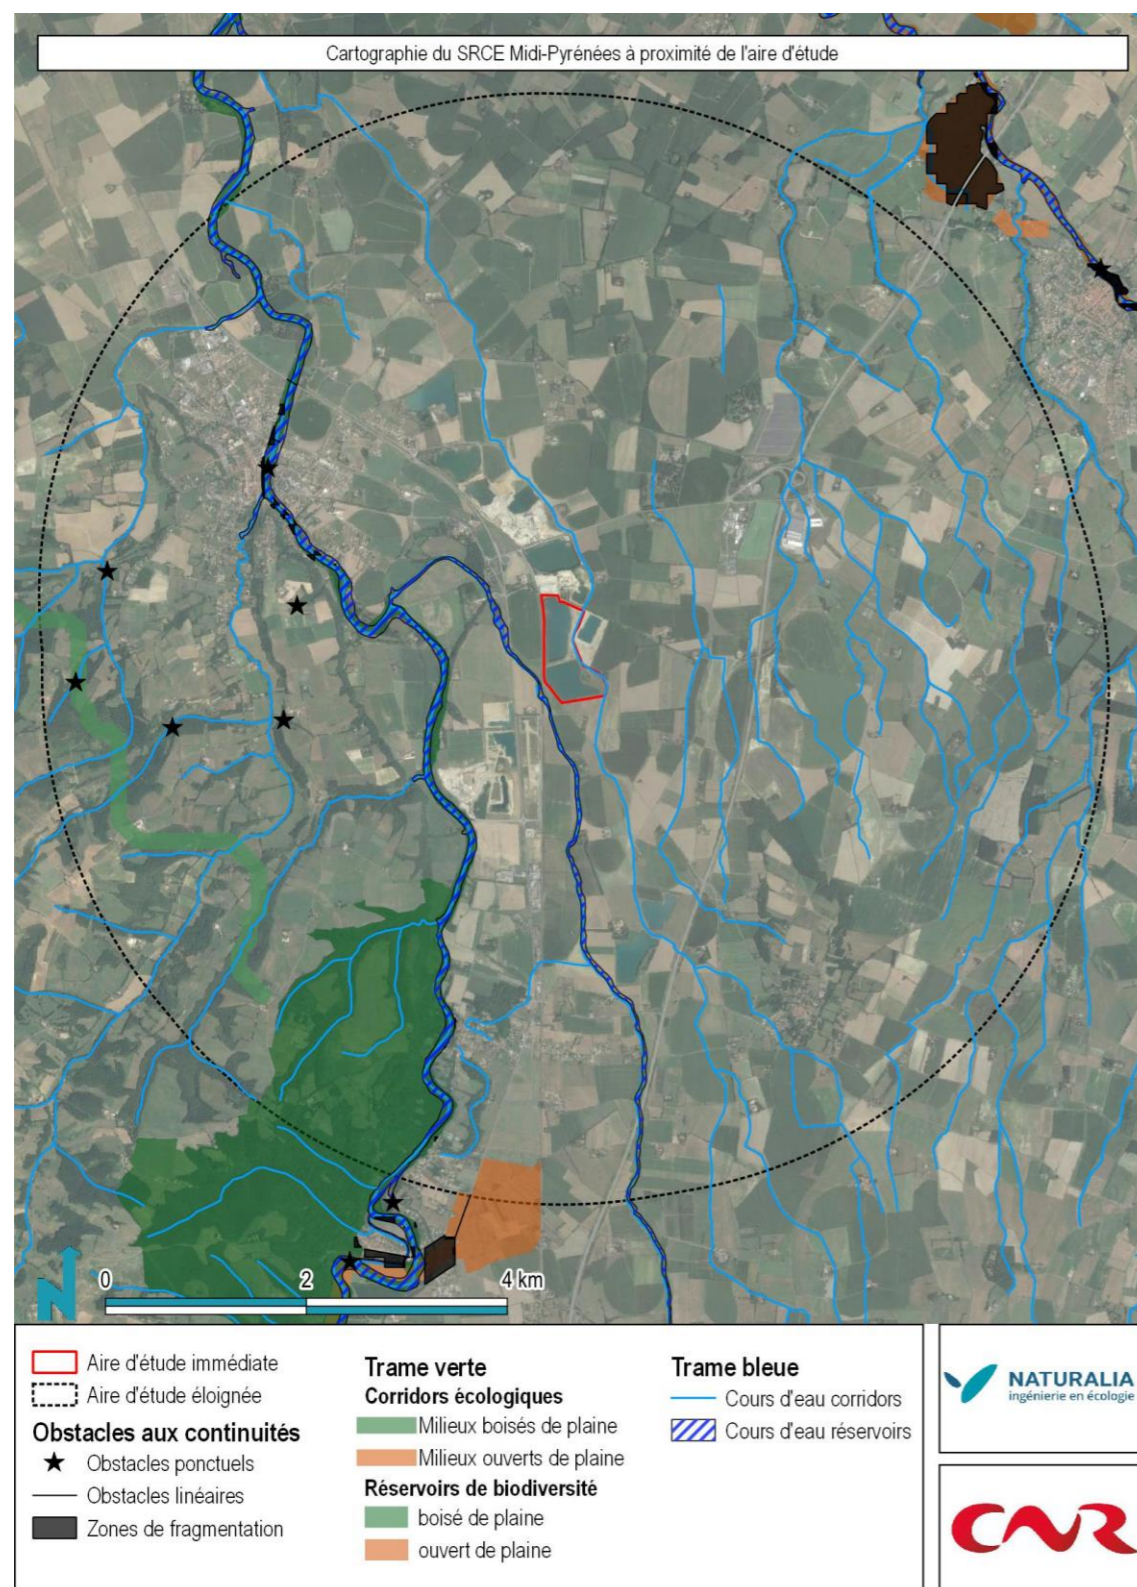 Cartographie du SRCE Midi-Pyrénées à proximité de l'aire d'étude
0 2 4 km
N
Aire d'étude immédiate
Aire d'étude éloignée
Obstacles aux continuités
Obstacles ponctuels
Obstacles linéaires
Zones de fragmentation
Trame verte
Corridors écologiques
Milieux boisés de plaine
Milieux ouverts de plaine
Réservoirs de biodiversité
boisé de plaine
ouvert de plaine
Trame bleue
Cours d'eau corridors
Cours d'eau réservoirs
NATURALIA
ingénierie en écologie
CNR